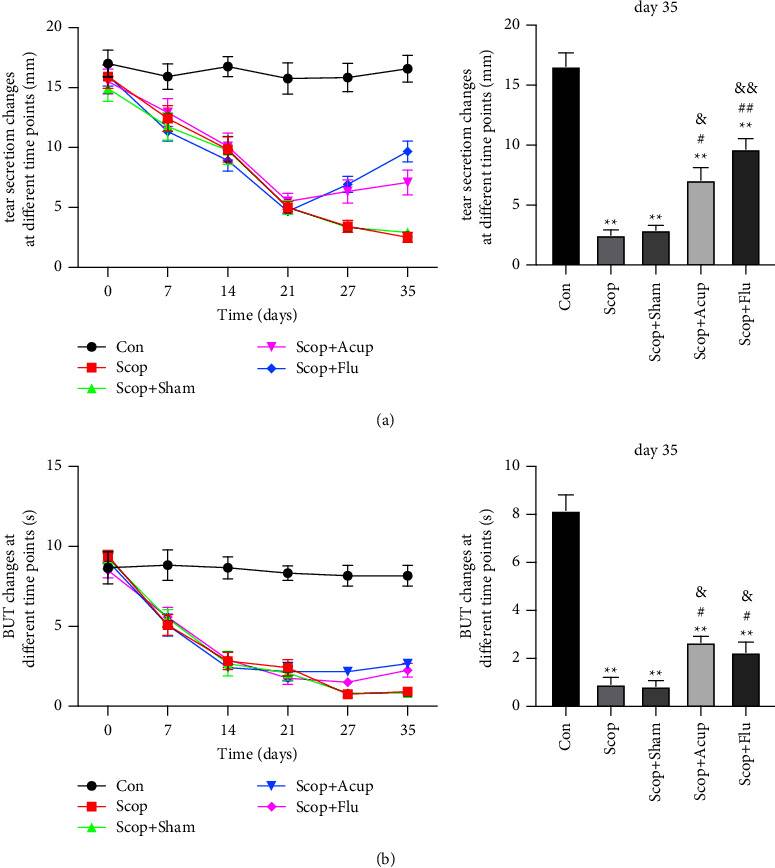 tear secretiom changes
at different time points (mm)
20
15
10
5
0
0 7 14 21 27 35
Time (days)
Con
Scop
Scop+Sham
Scop+Acup
Scop+Flu
day 35
tear secretiom changes
at different time points (mm)
20
15
10
5
0
**
**
&
#
**
&&
##
**
Con
Scop
Scop+Sham
Scop+Acup
Scop+Flu
(a)
BUT changes at
different time points (s)
15
10
5
0
0 7 14 21 27 35
Time (days)
Con
Scop
Scop+Sham
Scop+Acup
Scop+Flu
day 35
BUT changes at
different time points (s)
10
8
6
4
2
0
**
**
&
#
**
&
#
**
Con
Scop
Scop+Sham
Scop+Acup
Scop+Flu
(b)